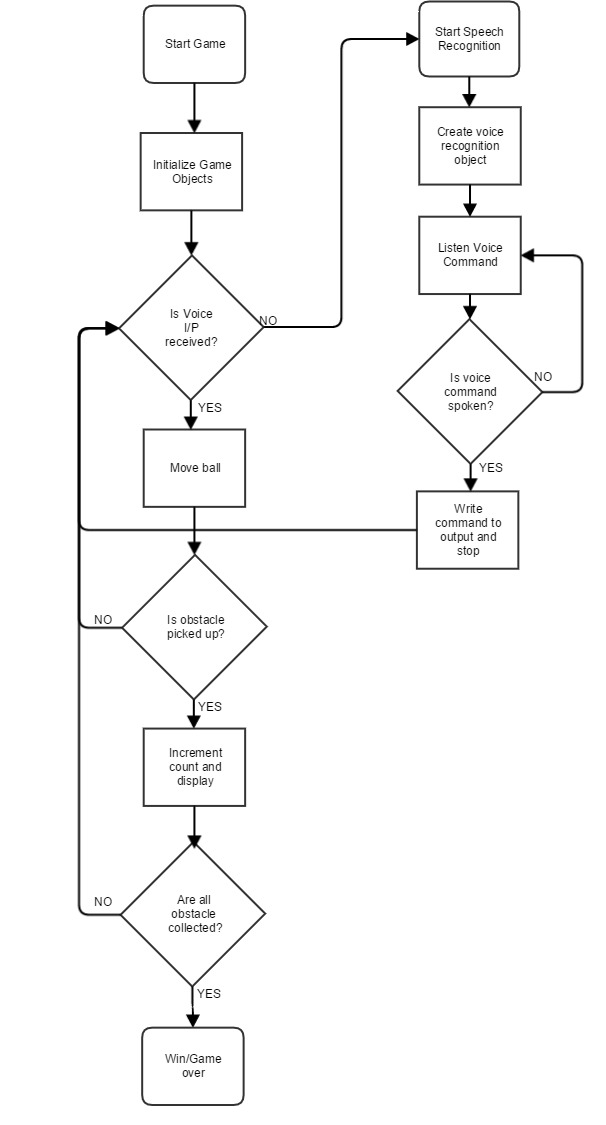 Start Game
Initialize Game
Objects
Is Voice
I/P
received?
NO
YES
Move ball
Is obstacle
picked up?
NO
YES
Increment
count and
display
Are all
obstacle
collected?
NO
YES
Win/Game
over
Start Speech
Recognition
Create voice
recognition
object
Listen Voice
Command
Is voice
command
spoken?
NO
YES
Write
command to
output and
stop